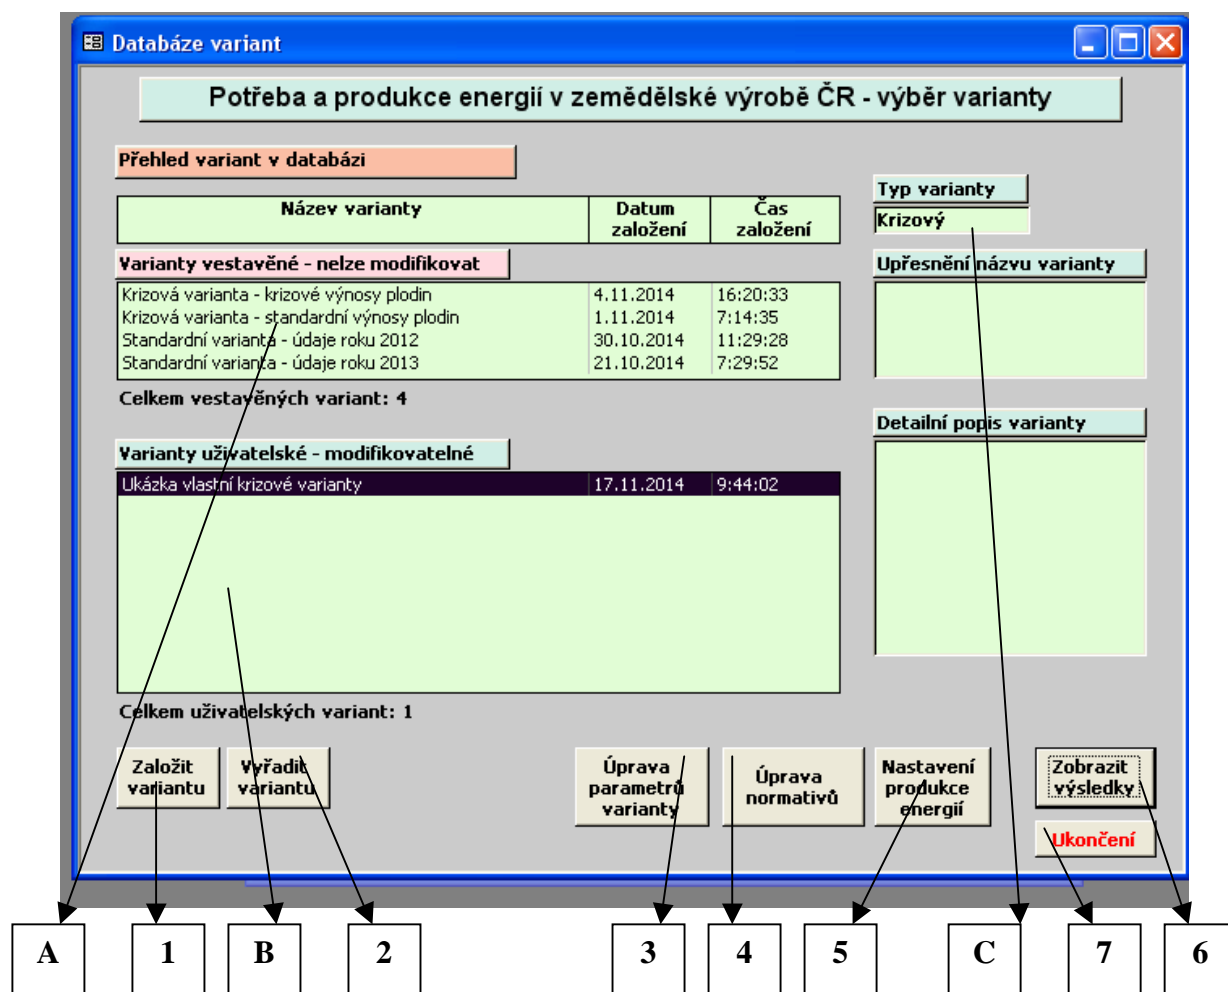 Databáze variant
Potřeba a produkce energií v zemědělské výrobě ČR - výběr varianty
Přehled variant v databázi
Název varianty Datum založení Čas založení
Varianty vestavěné - nelze modifikovat
Krizová varianta - krizové výnosy plodin 4.11.2014 16:20:33
Krizová varianta - standardní výnosy plodin 1.11.2014 7:14:35
Standardní varianta - údaje roku 2012 30.10.2014 11:29:28
Standardní varianta - údaje roku 2013 21.10.2014 7:29:52
Celkem vestavěných variant: 4
Varianty uživatelské - modifikovatelné
Ukázka vlastní krizové varianty 17.11.2014 9:44:02
Celkem uživatelských variant: 1
Typ varianty
Krizový
Upřesnění názvu varianty
Detailní popis varianty
Založit
variantu
Vyřadit
variantu
Úprava
parametrů
varianty
Úprava
normativů
Nastavení
produkce
energií
Zobrazit
výsledky
Ukončení
A 1 B 2 3 4 5 C 7 6